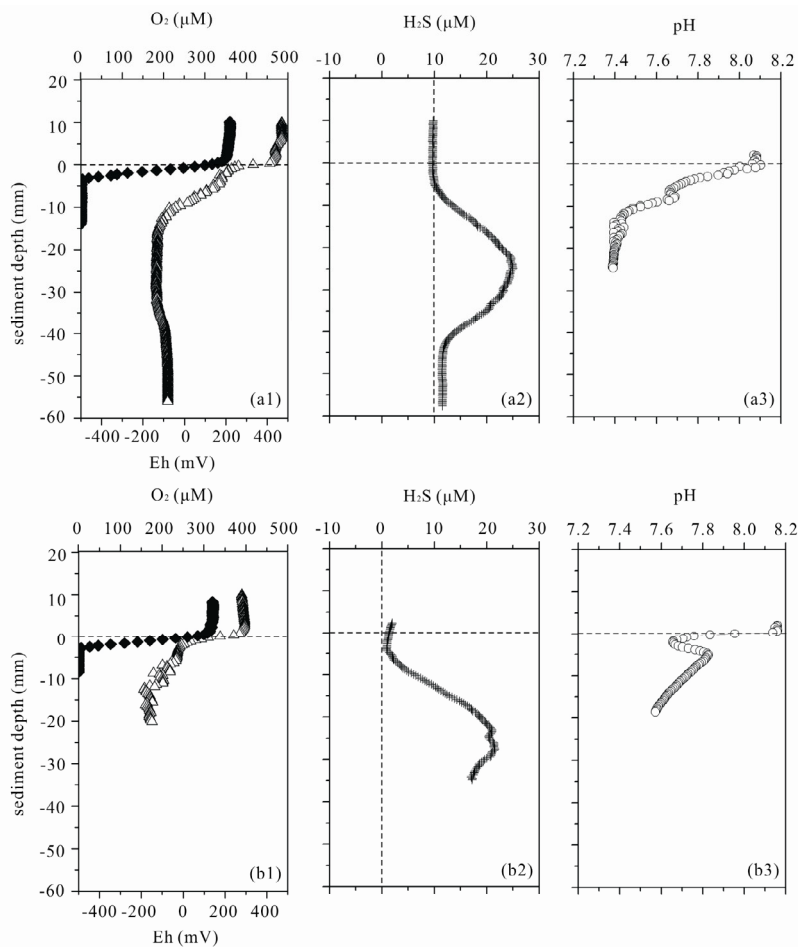 O₂ (μM)
H₂S (μM)
pH
0 100 200 300 400 500
-10 0 10 20 30
7.2 7.4 7.6 7.8 8.0 8.2
20
10
0
-10
-20
-30
-40
-50
-60
sediment depth (mm)
(a1)
(a2)
(a3)
-400 -200 0 200 400
Eh (mV)
O₂ (μM)
H₂S (μM)
pH
0 100 200 300 400 500
-10 0 10 20 30
7.2 7.4 7.6 7.8 8.0 8.2
20
10
0
-10
-20
-30
-40
-50
-60
sediment depth (mm)
(b1)
(b2)
(b3)
-400 -200 0 200 400
Eh (mV)